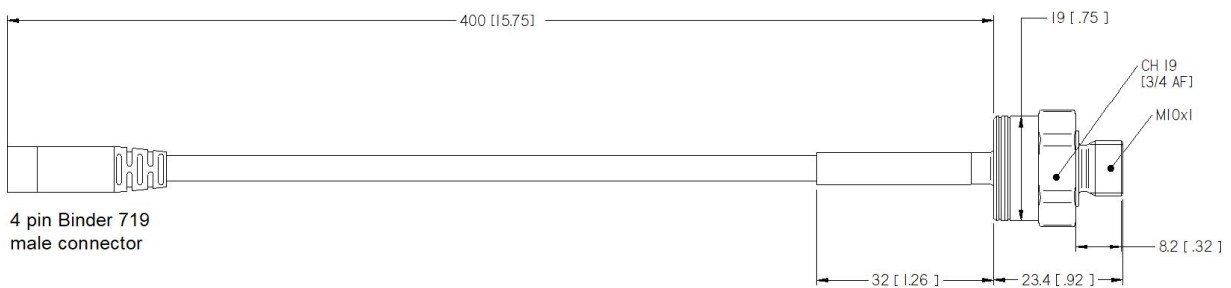 400 [15.75]
19 [.75]
CH 19
[3/4 AF]
M10x1
4 pin Binder 719
male connector
8.2 [.32]
32 [1.26]
23.4 [.92]